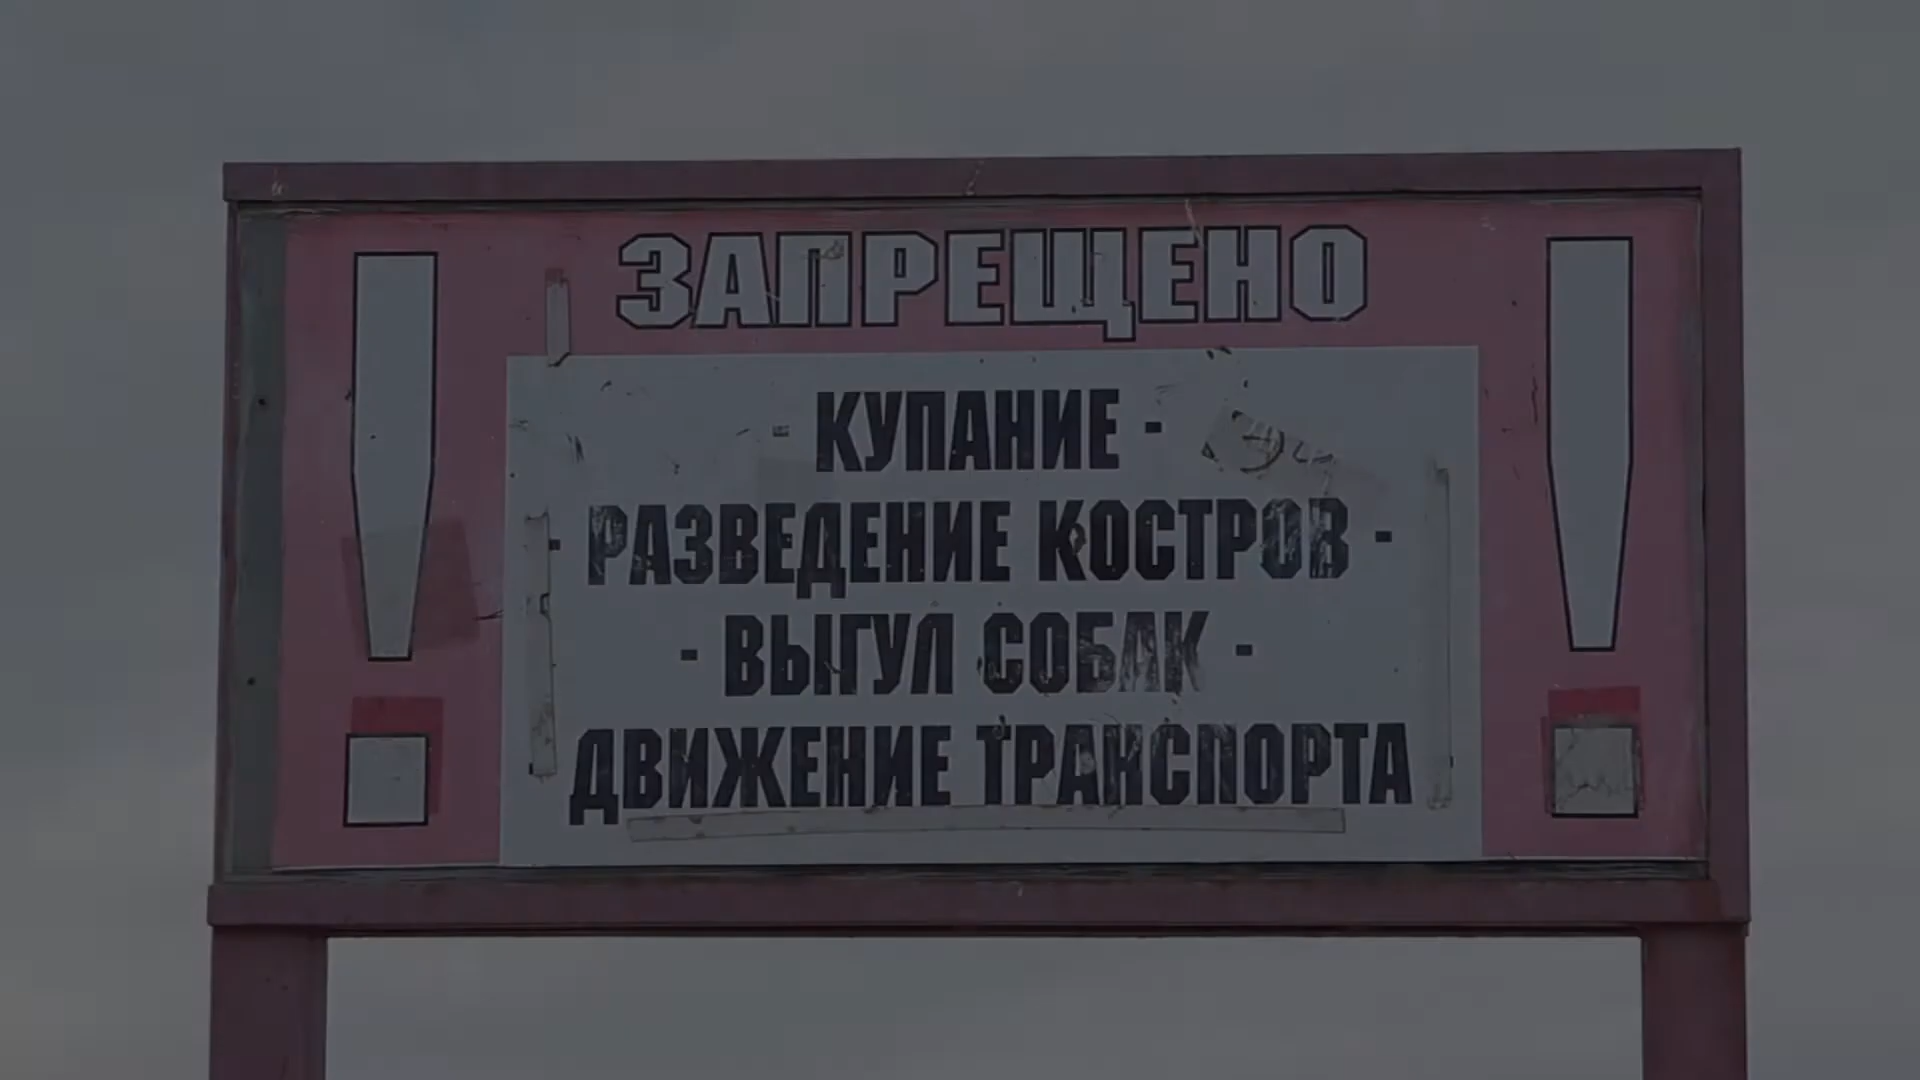 ЗАПРЕЩЕНО
- КУПАНИЕ -
- РАЗВЕДЕНИЕ КОСТРОВ -
- ВЫГУЛ СОБАК -
ДВИЖЕНИЕ ТРАНСПОРТА